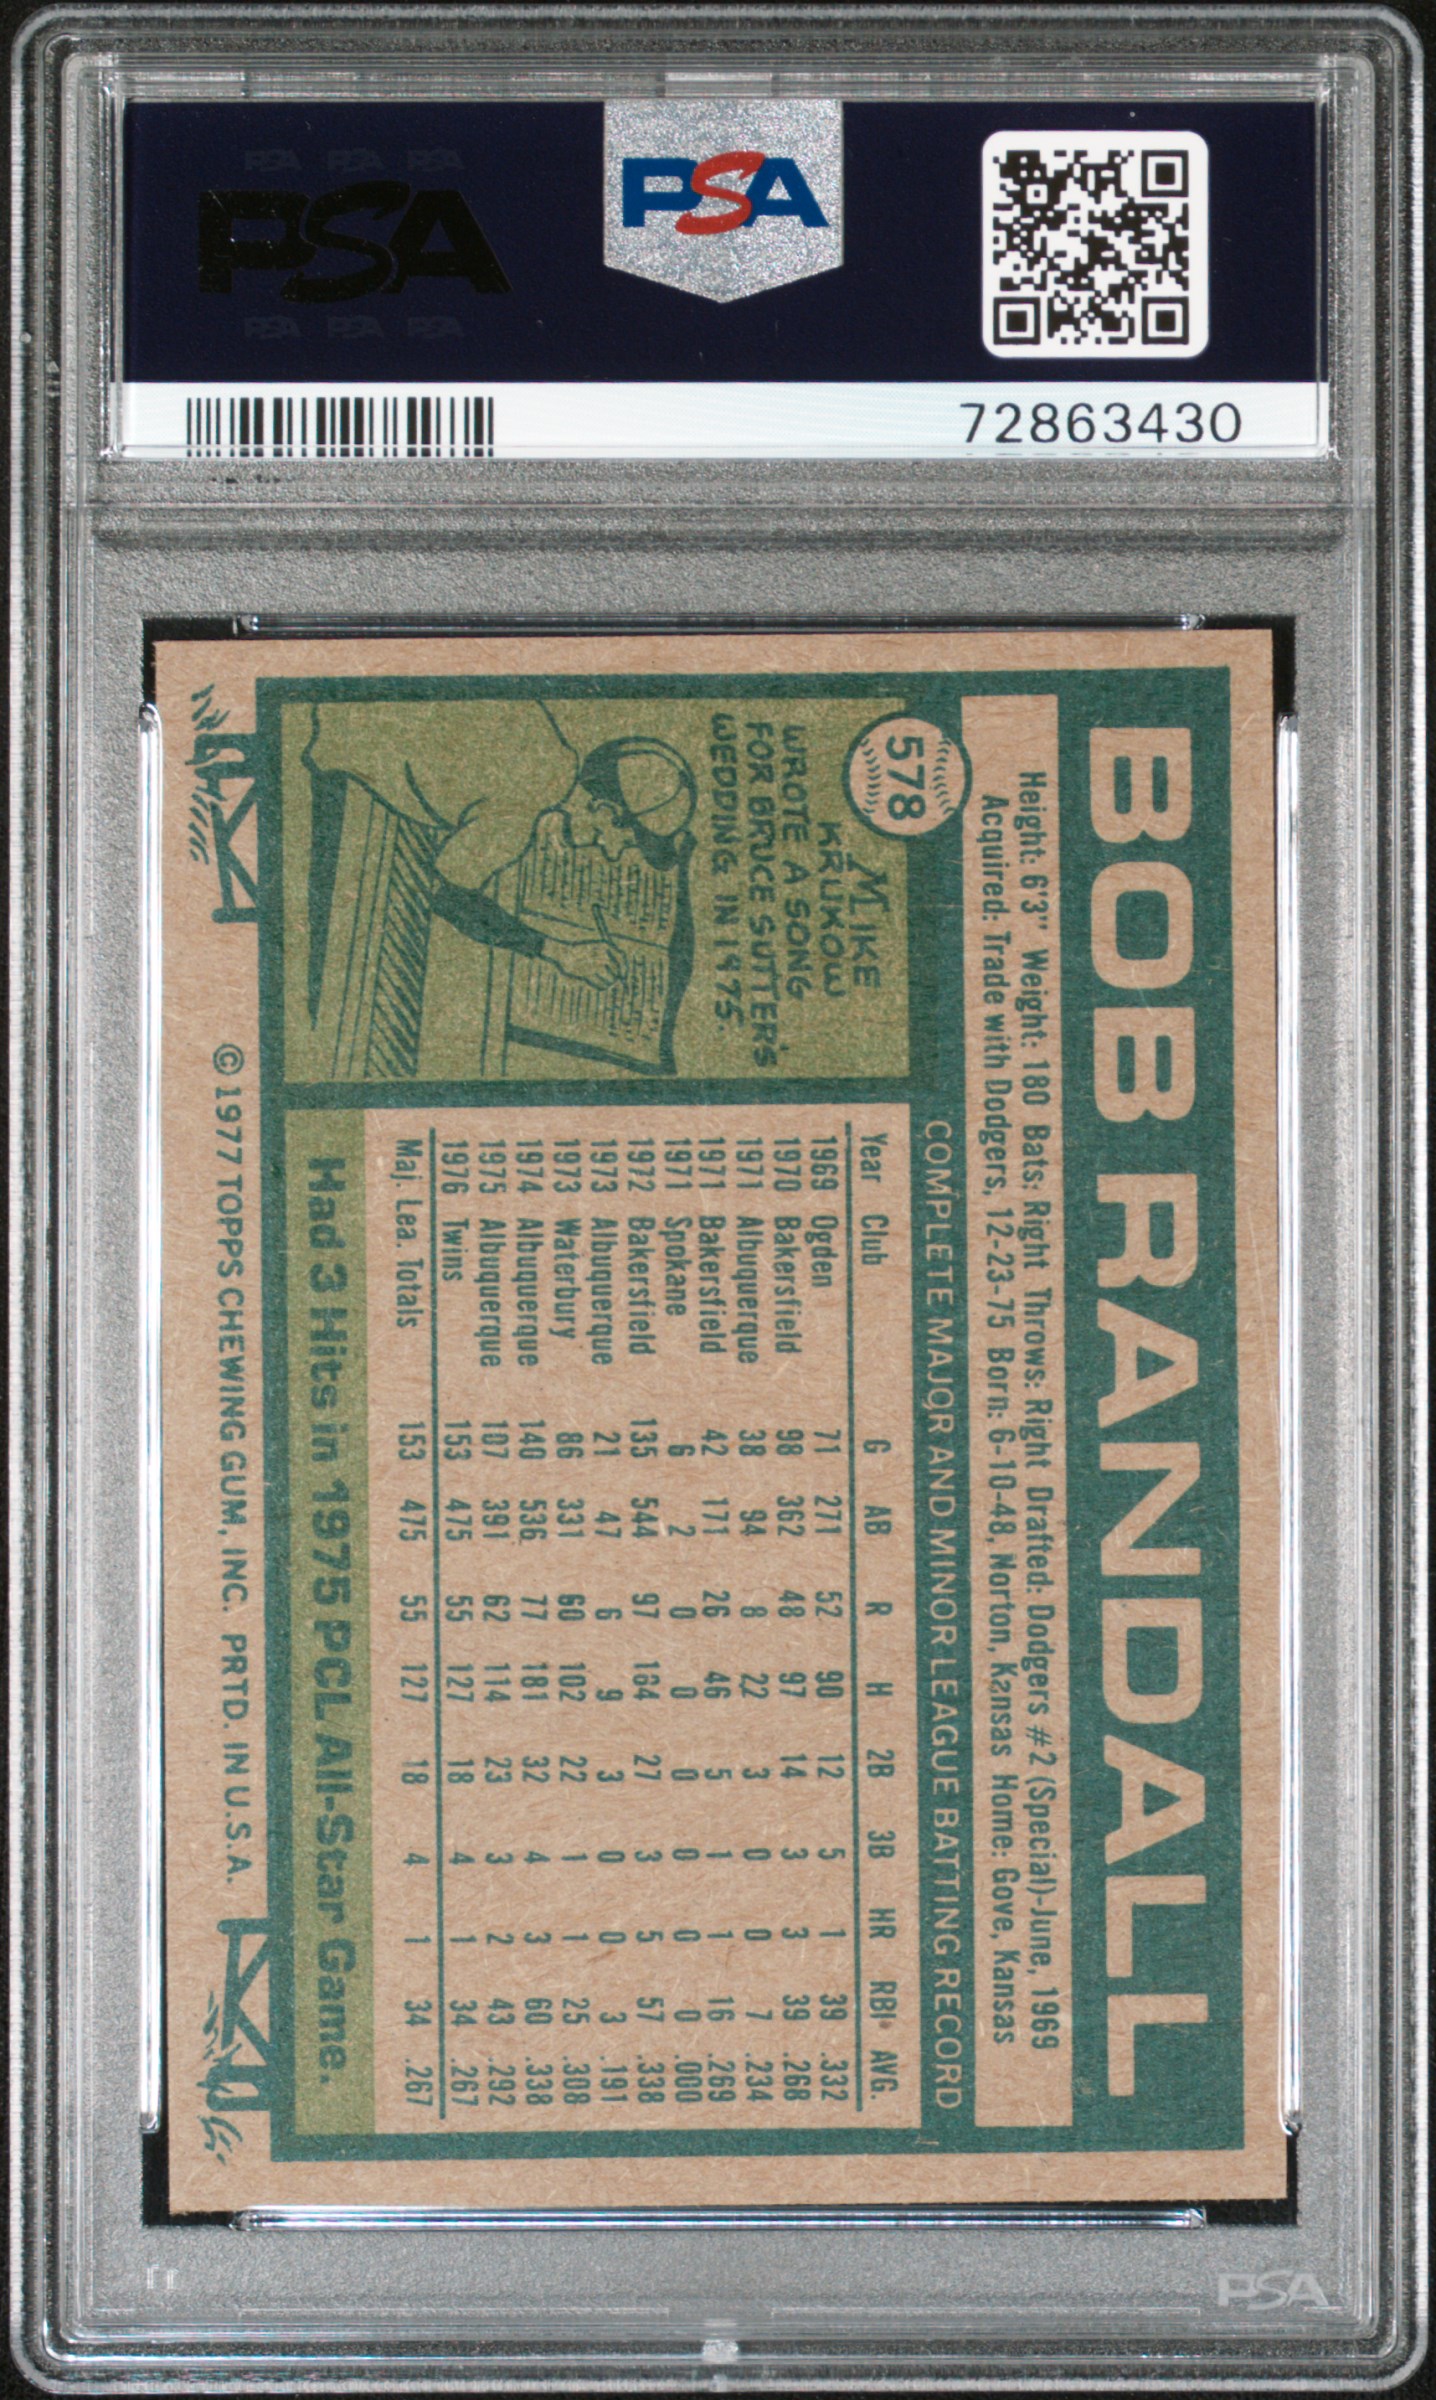 PSA PSA PSA
PSA
PSA PSA PSA
PSA
72863430
BOB RANDALL
Height: 6'3" Weight: 180 Bats: Right Throws: Right Drafted: Dodgers #2 (Special)-June, 1969
Acquired: Trade with Dodgers, 12-23-75 Born: 6-10-48, Norton, Kansas Home: Gove, Kansas
578
COMPLETE MAJOR AND MINOR LEAGUE BATTING RECORD
MIKE
KRUKOW
WROTE A SONG
FOR BRUCE SUTTER'S
WEDDING IN 1975.
Year Club G AB R H 2B 3B HR RBI AVG.
1969 Ogden 71 271 52 90 12 5 1 39 .332
1970 Bakersfield 98 362 48 97 14 3 3 39 .268
1971 Albuquerque 38 94 8 22 3 0 0 7 .234
1971 Bakersfield 42 171 26 46 5 1 1 16 .269
1971 Spokane 6 2 0 0 0 0 0 0 .000
1972 Bakersfield 135 544 97 184 27 3 5 57 .338
1973 Albuquerque 21 47 6 9 3 0 0 3 .191
1973 Waterbury 86 331 60 102 22 1 1 25 .308
1974 Albuquerque 140 536 77 181 32 4 3 60 .338
1975 Albuquerque 107 391 62 114 23 3 2 43 .292
1976 Twins 153 475 55 127 18 4 1 34 .267
Maj. Lea. Totals 153 475 55 127 18 4 1 34 .267
Had 3 Hits in 1975 PCL All-Star Game.
©1977 TOPPS CHEWING GUM, INC. PRTD. IN U.S.A.
PSA